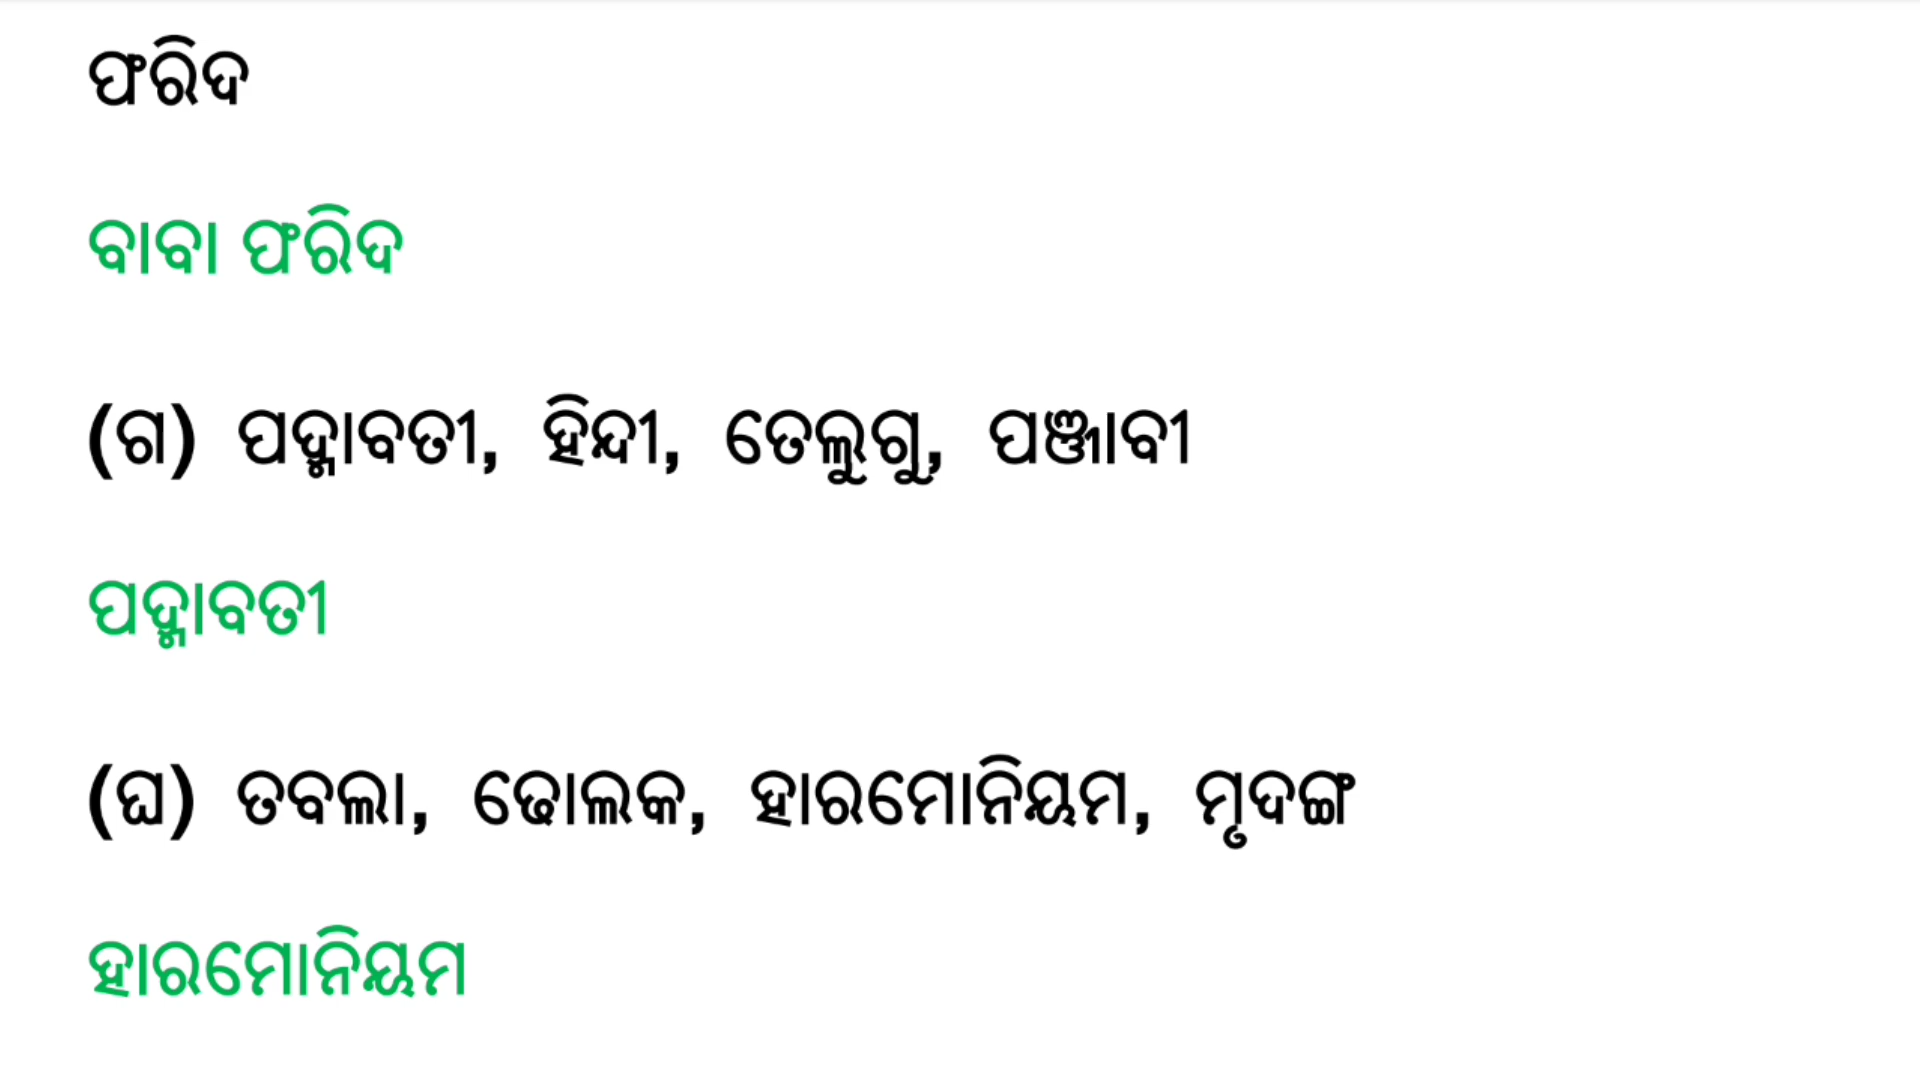 ଫରିଦ
ବାବା ଫରିଦ
(ଗ) ପଦ୍ମାବତୀ, ହିନ୍ଦୀ, ତେଲୁଗୁ, ପଞ୍ଜାବୀ
ପଦ୍ମାବତୀ
(ଘ) ତବଲା, ଢୋଲକ, ହାରମୋନିୟମ, ମୃଦଙ୍ଗ
ହାରମୋନିୟମ